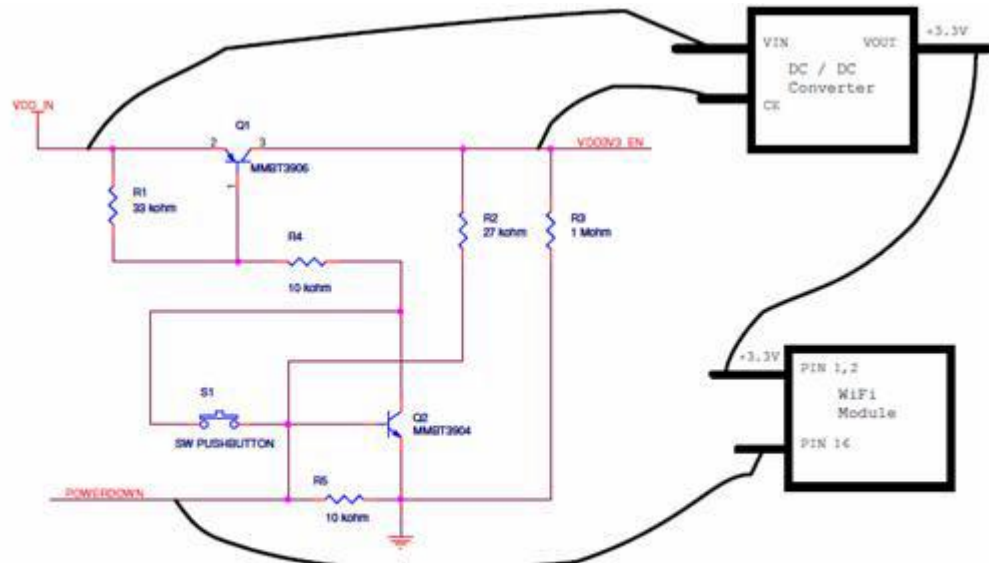 VDD_IN
Q1
2
3
1
MMBT3906
VDD3V3_EN
R1
33 kohm
R4
10 kohm
R2
27 kohm
R3
1 Mohm
S1
SW PUSHBUTTON
Q2
MMBT3904
POWERDOWN
R5
10 kohm
VIN
VOUT
DC / DC
Converter
+3.3V
+3.3V
PIN 1,2
WiFi
Module
PIN 16